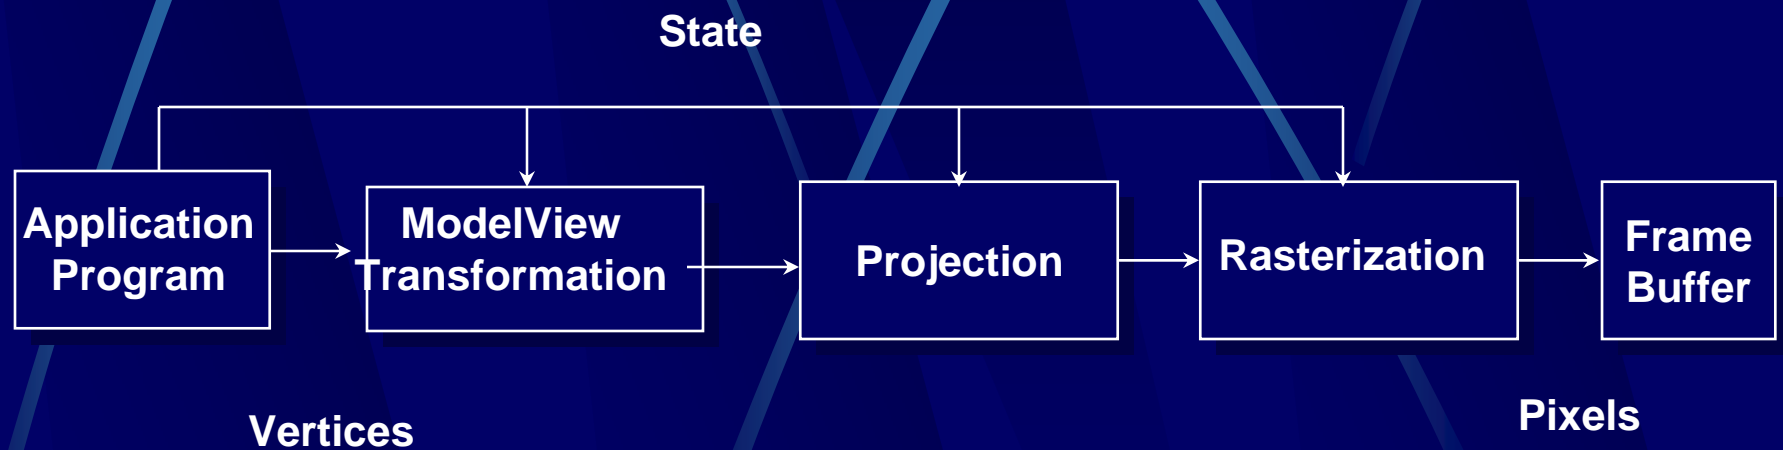 State
Application
Program
ModelView
Transformation
Projection
Rasterization
Frame
Buffer
Vertices
Pixels